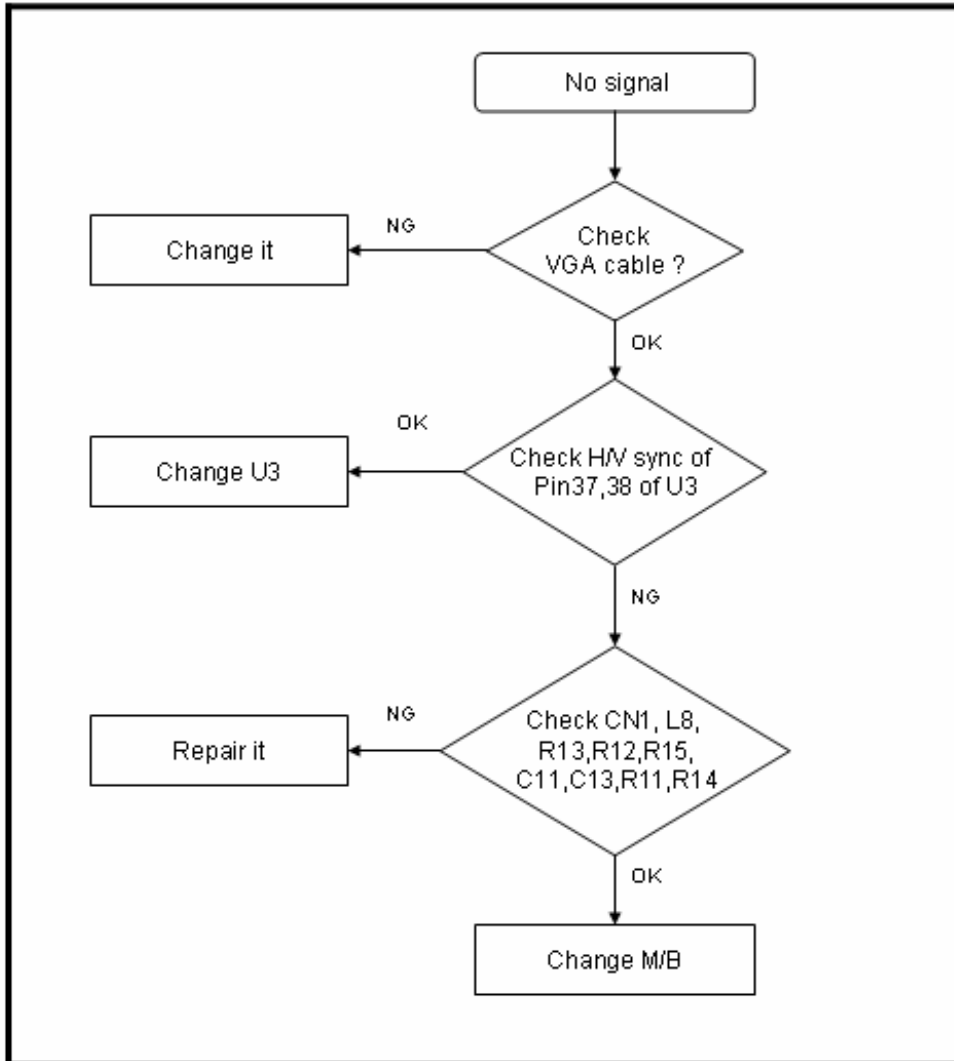 No signal
Check
VGA cable ?
NG
Change it
OK
Check H/V sync of
Pin37,38 of U3
OK
Change U3
NG
Check CN1, L8,
R13,R12,R15,
C11,C13,R11,R14
NG
Repair it
OK
Change M/B